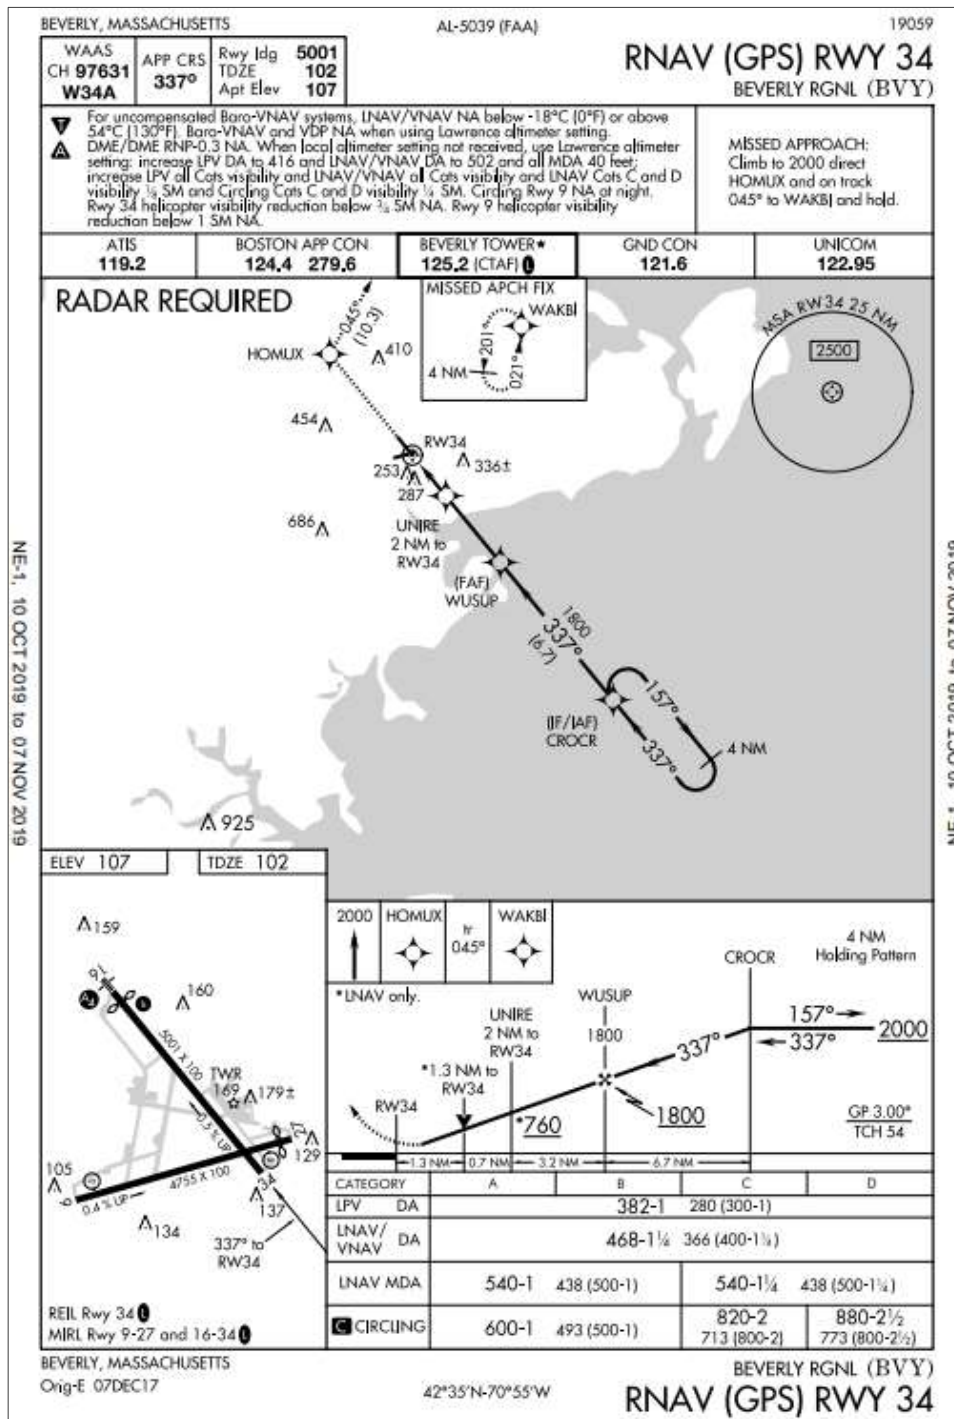 BEVERLY, MASSACHUSETTS
AL-5039 (FAA)
19059
WAAS
CH 97631
W34A
APP CRS
337°
Rwy ldg 5001
TDZE 102
Apt Elev 107
RNAV (GPS) RWY 34
BEVERLY RGNL (BVY)
For uncompensated Baro-VNAV systems, LNAV/VNAV NA below -18°C (0°F) or above
54°C (130°F). Baro-VNAV and VDP NA when using Lawrence altimeter setting.
DME/DME RNP-0.3 NA. When local altimeter setting not received, use Lawrence altimeter
setting: increase LPV DA to 416 and LNAV/VNAV DA to 502 and all MDA 40 feet;
increase LPV all Cats visibility and LNAV/VNAV all Cats visibility and LNAV Cats C and D
visibility ⅛ SM and Circling Cats C and D visibility ¼ SM. Circling Rwy 9 NA at night.
Rwy 34 helicopter visibility reduction below ¾ SM NA. Rwy 9 helicopter visibility
reduction below 1 SM NA.
MISSED APPROACH:
Climb to 2000 direct
HOMUX and on track
045° to WAKBI and hold.
ATIS
119.2
BOSTON APP CON
124.4 279.6
BEVERLY TOWER★
125.2 (CTAF) L
GND CON
121.6
UNICOM
122.95
RADAR REQUIRED
MISSED APCH FIX
WAKBI
201°
021°
4 NM
MSA RW34 25 NM
2500
045°
(10.3)
HOMUX
410
454
RW34
253
336±
287
686
UNIRE
2 NM to
RW34
(FAF)
WUSUP
1800
337°
(6.7)
157°
(IF/IAF)
CROCR
337°
4 NM
925
NE-1, 10 OCT 2019 to 07 NOV 2019
ELEV 107
TDZE 102
159
16
160
5001 X 100
TWR
169
179±
0.5% UP
27
129
105
9
4755 X 100
0.4 % UP
34
137
134
337° to
RW34
REIL Rwy 34 L
MIRL Rwy 9-27 and 16-34 L
2000
HOMUX
tr
045°
WAKBI
*LNAV only.
CROCR
4 NM
Holding Pattern
WUSUP
1800
UNIRE
2 NM to
RW34
*1.3 NM to
RW34
RW34
337°
157°
337°
2000
*760
1800
GP 3.00°
TCH 54
1.3 NM
0.7 NM
3.2 NM
6.7 NM
CATEGORY A B C D
LPV DA 382-1 280 (300-1)
LNAV/
VNAV DA 468-1¼ 366 (400-1¼)
LNAV MDA 540-1 438 (500-1) 540-1¼ 438 (500-1¼)
C CIRCLING 600-1 493 (500-1)
820-2
713 (800-2)
880-2½
773 (800-2½)
BEVERLY, MASSACHUSETTS
Orig-E 07DEC17
42°35'N-70°55'W
BEVERLY RGNL (BVY)
RNAV (GPS) RWY 34